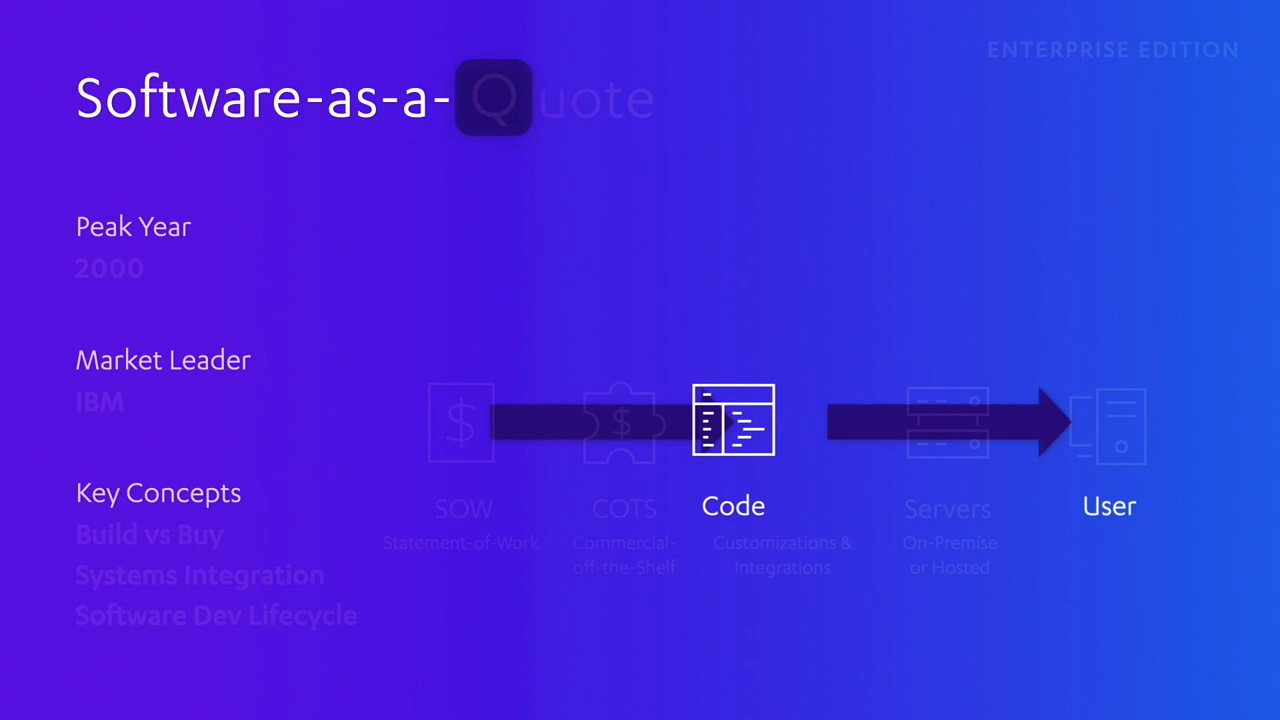 ENTERPRISE EDITION
Software-as-a-Quote
Peak Year
2000
Market Leader
IBM
Key Concepts
Build vs Buy
Systems Integration
Software Dev Lifecycle
$
$
SOW
COTS
Code
Servers
User
Statement-of-Work
Commercial-
off-the-Shelf
Customizations &
Integrations
On-Premise
or Hosted